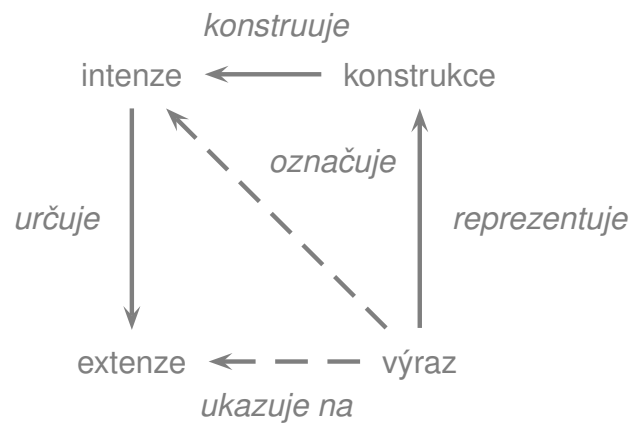 konstruuje
intenze konstrukce
označuje
určuje reprezentuje
extenze výraz
ukazuje na